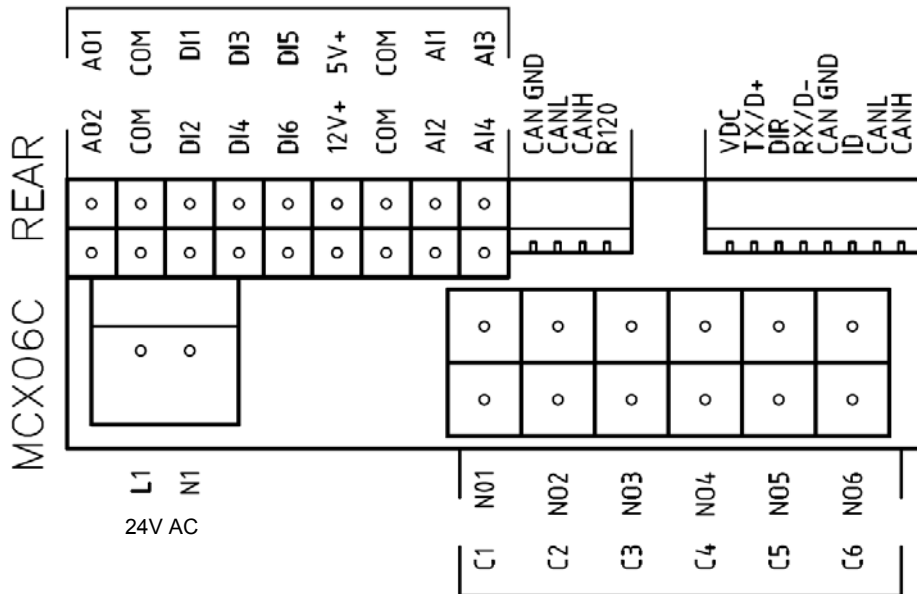 AO1 COM DI1 DI3 DI5 5V+ COM AI1 AI3
AO2 COM DI2 DI4 DI6 12V+ COM AI2 AI4
CAN GND
CANL
CANH
R120
VDC
TX/D+
DIR
RX/D-
CAN GND
ID
CANL
CANH
MCX06C REAR
L1 N1
24V AC
NO1 NO2 NO3 NO4 NO5 NO6
C1 C2 C3 C4 C5 C6